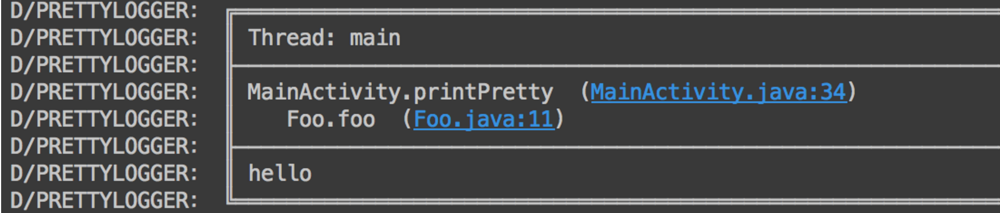 D/PRETTYLOGGER:
D/PRETTYLOGGER: Thread: main
D/PRETTYLOGGER:
D/PRETTYLOGGER: MainActivity.printPretty (MainActivity.java:34)
D/PRETTYLOGGER: Foo.foo (Foo.java:11)
D/PRETTYLOGGER:
D/PRETTYLOGGER: hello
D/PRETTYLOGGER: